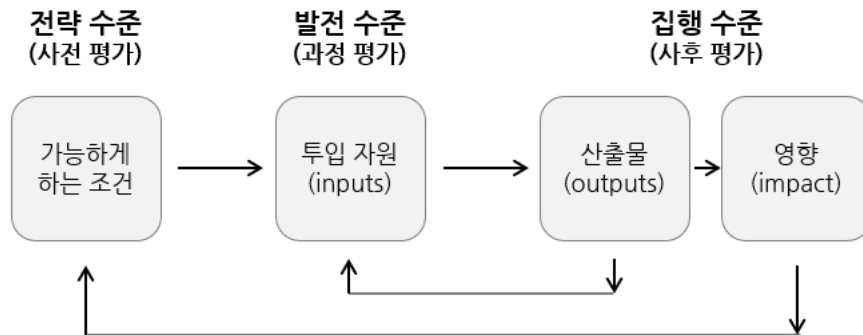 전략 수준
(사전 평가)
발전 수준
(과정 평가)
집행 수준
(사후 평가)
가능하게
하는 조건
투입 자원
(inputs)
산출물
(outputs)
영향
(impact)